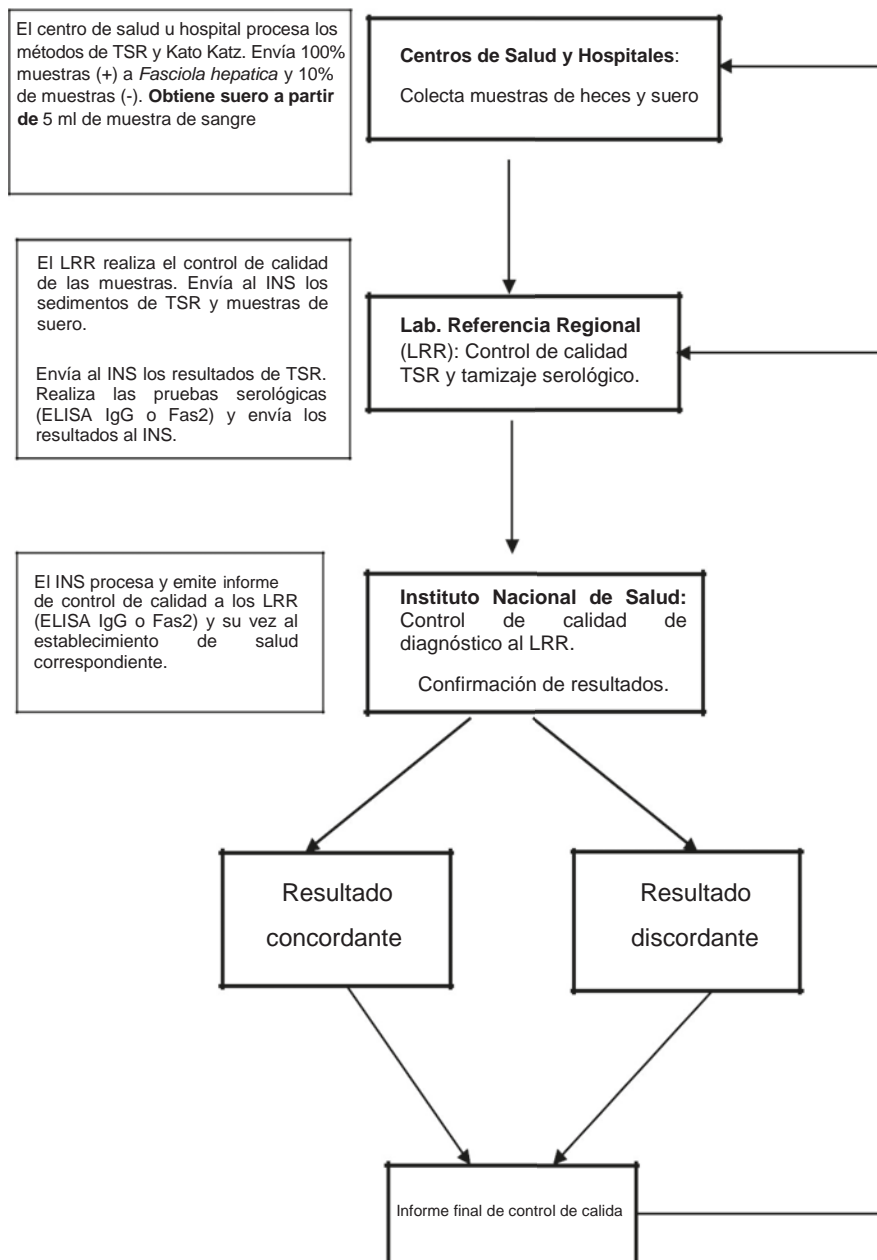 El centro de salud u hospital procesa los
métodos de TSR y Kato Katz. Envía 100%
muestras (+) a Fasciola hepatica y 10%
de muestras (-). Obtiene suero a partir
de 5 ml de muestra de sangre
Centros de Salud y Hospitales:
Colecta muestras de heces y suero
El LRR realiza el control de calidad
de las muestras. Envía al INS los
sedimentos de TSR y muestras de
suero.
Envía al INS los resultados de TSR.
Realiza las pruebas serológicas
(ELISA IgG o Fas2) y envía los
resultados al INS.
Lab. Referencia Regional
(LRR): Control de calidad
TSR y tamizaje serológico.
El INS procesa y emite informe
de control de calidad a los LRR
(ELISA IgG o Fas2) y su vez al
establecimiento de salud
correspondiente.
Instituto Nacional de Salud:
Control de calidad de
diagnóstico al LRR.
Confirmación de resultados.
Resultado
concordante
Resultado
discordante
Informe final de control de calida